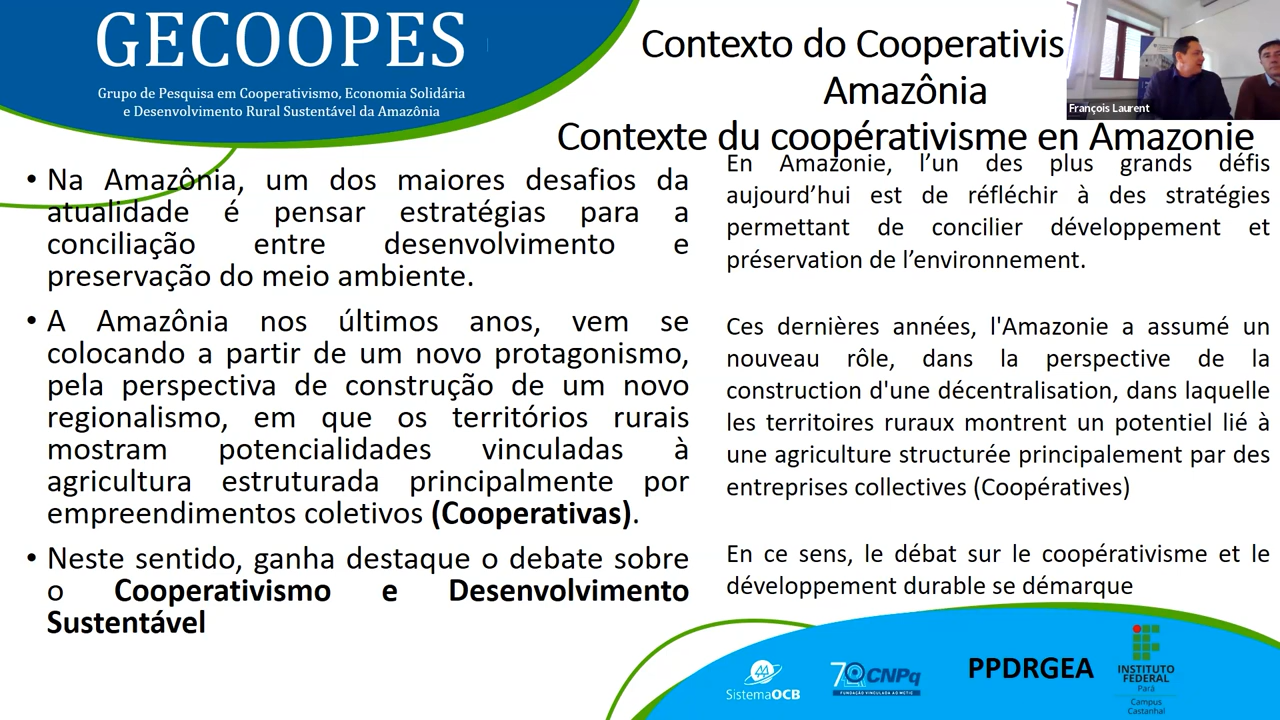 GECOOPES
Grupo de Pesquisa em Cooperativismo, Economia Solidária
e Desenvolvimento Rural Sustentável da Amazônia
Contexto do Cooperativis
Amazônia
Contexte du coopérativisme en Amazonie
François Laurent
• Na Amazônia, um dos maiores desafios da
atualidade é pensar estratégias para a
conciliação entre desenvolvimento e
preservação do meio ambiente.
• A Amazônia nos últimos anos, vem se
colocando a partir de um novo protagonismo,
pela perspectiva de construção de um novo
regionalismo, em que os territórios rurais
mostram potencialidades vinculadas à
agricultura estruturada principalmente por
empreendimentos coletivos (Cooperativas).
• Neste sentido, ganha destaque o debate sobre
o Cooperativismo e Desenvolvimento
Sustentável
En Amazonie, l’un des plus grands défis
aujourd’hui est de réfléchir à des stratégies
permettant de concilier développement et
préservation de l’environnement.
Ces dernières années, l'Amazonie a assumé un
nouveau rôle, dans la perspective de la
construction d'une décentralisation, dans laquelle
les territoires ruraux montrent un potentiel lié à
une agriculture structurée principalement par des
entreprises collectives (Coopératives)
En ce sens, le débat sur le coopérativisme et le
développement durable se démarque
SistemaOCB
70 CNPq
FUNDAÇÃO VINCULADA AO MCTIC
PPDRGEA
INSTITUTO
FEDERAL
Pará
Campus
Castanhal